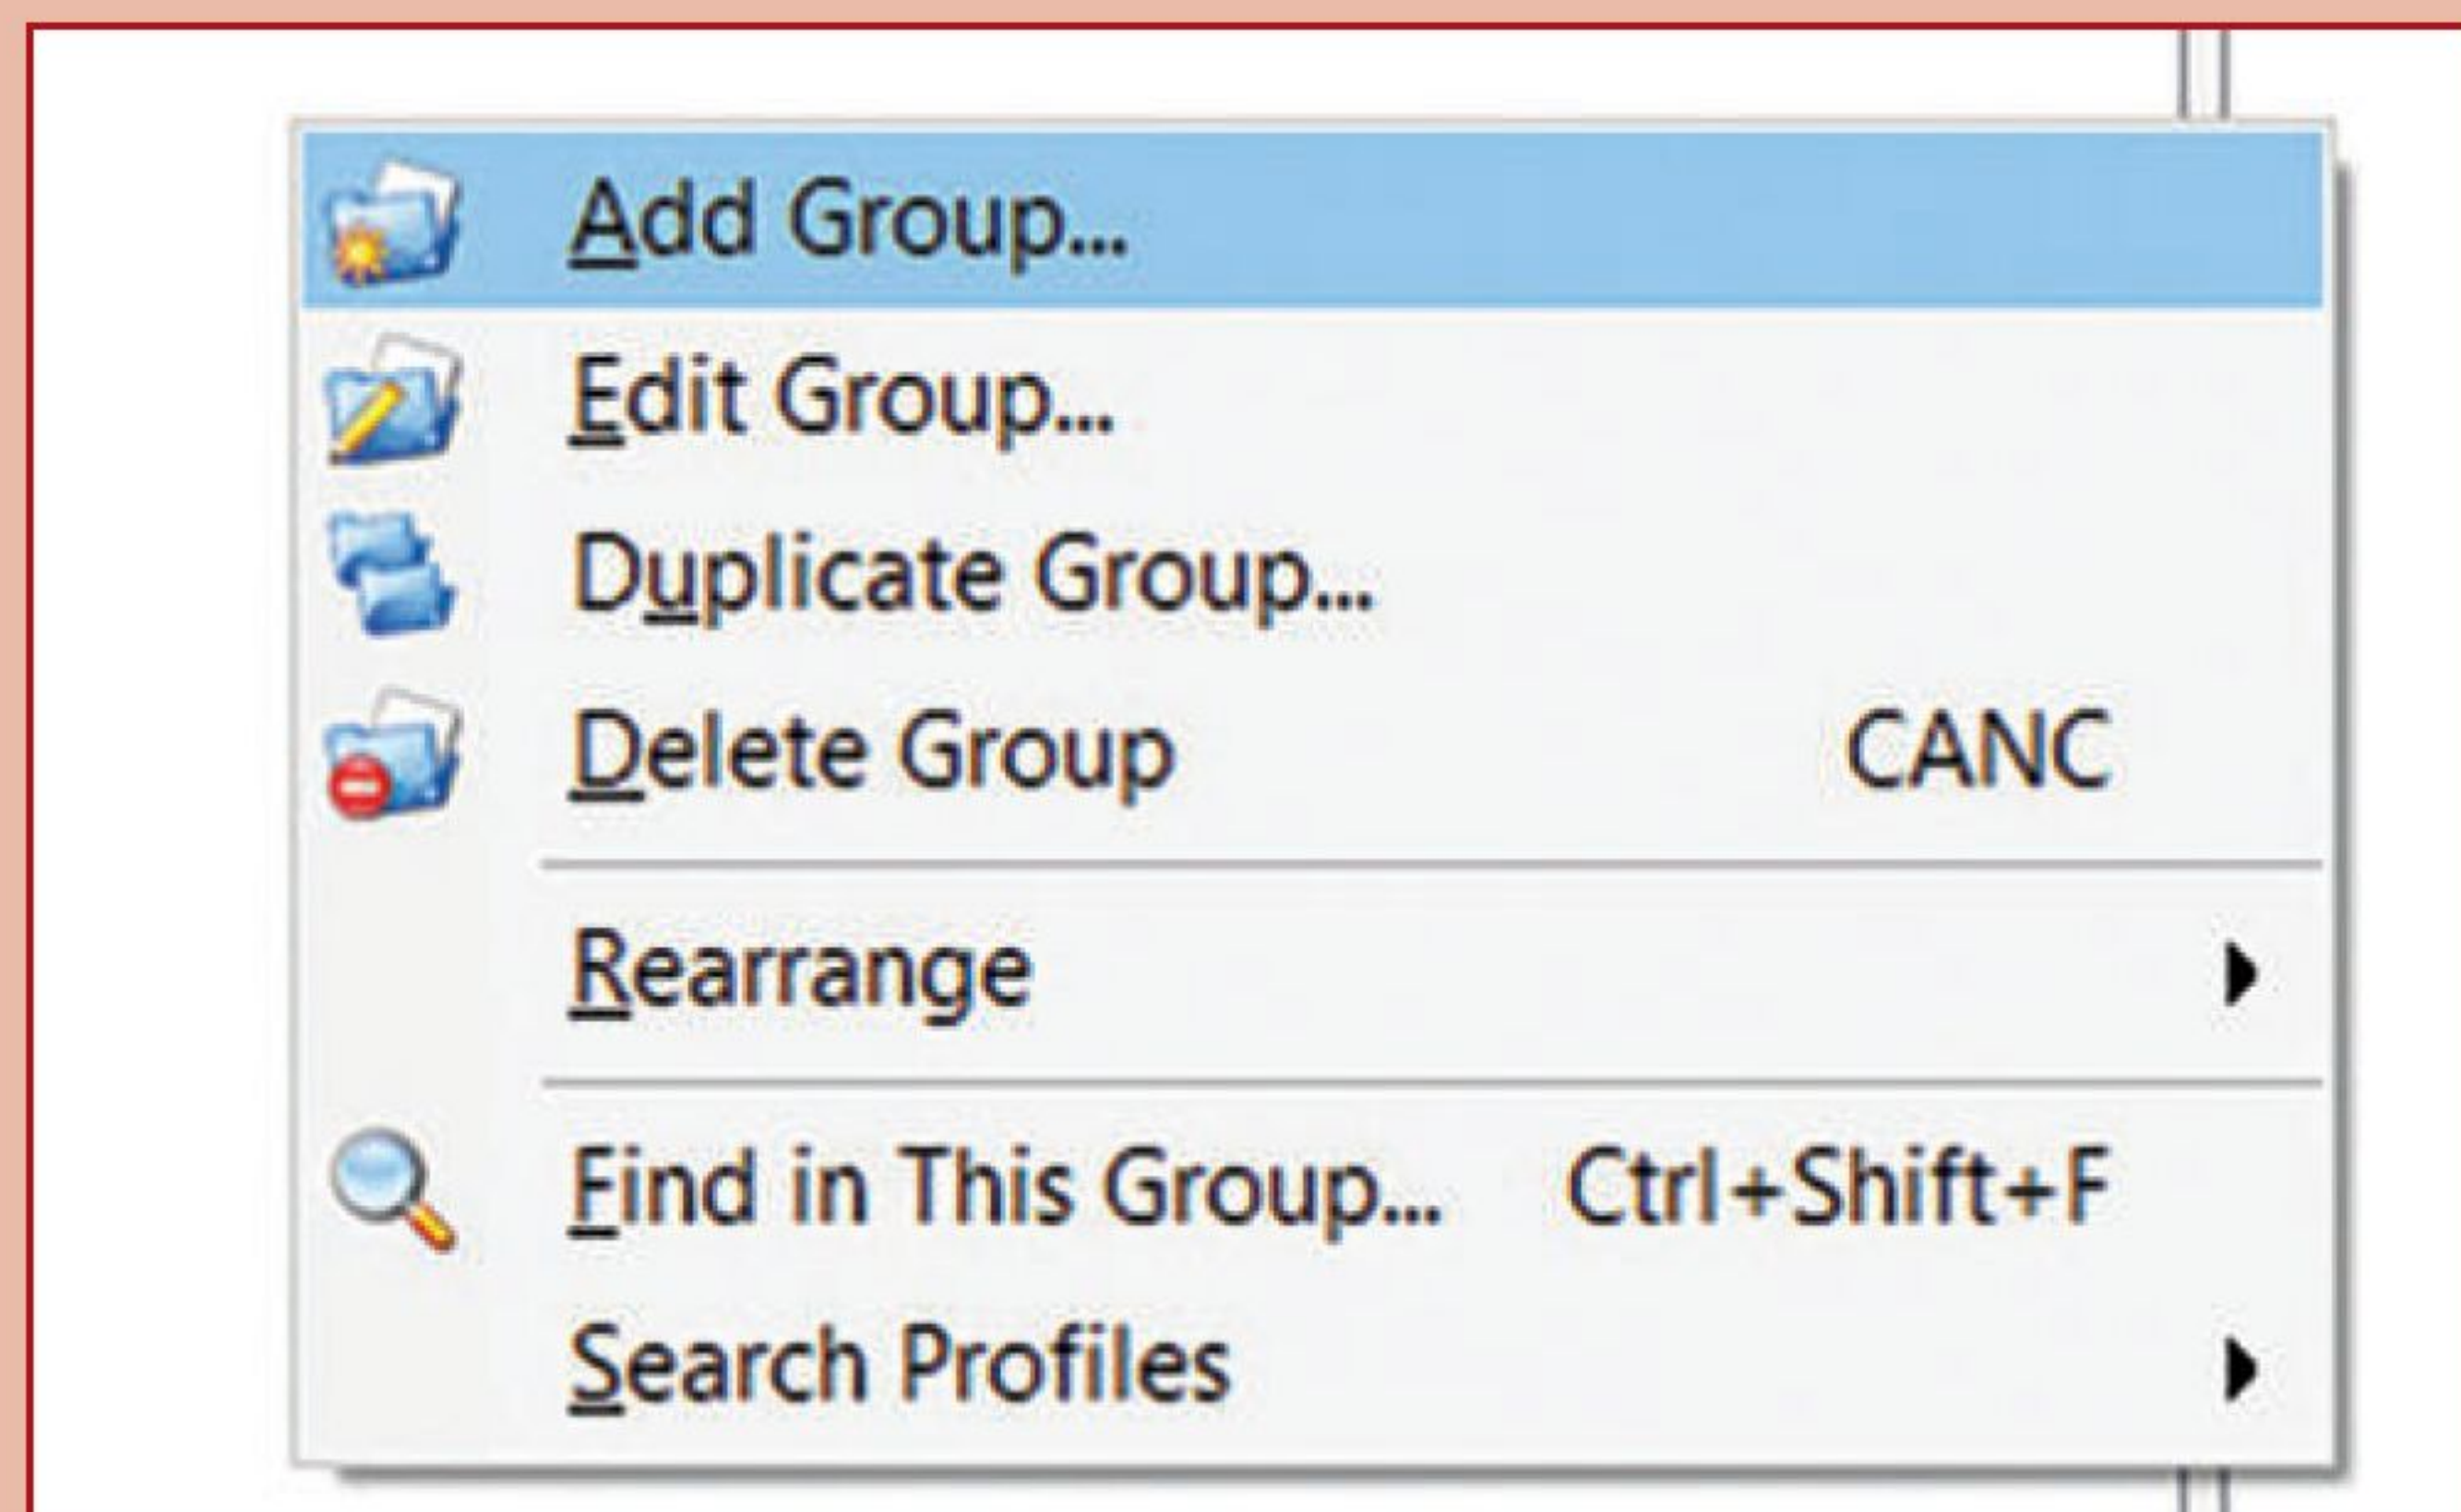 Add Group...
Edit Group...
Duplicate Group...
Delete Group CANC
Rearrange
Find in This Group... Ctrl+Shift+F
Search Profiles